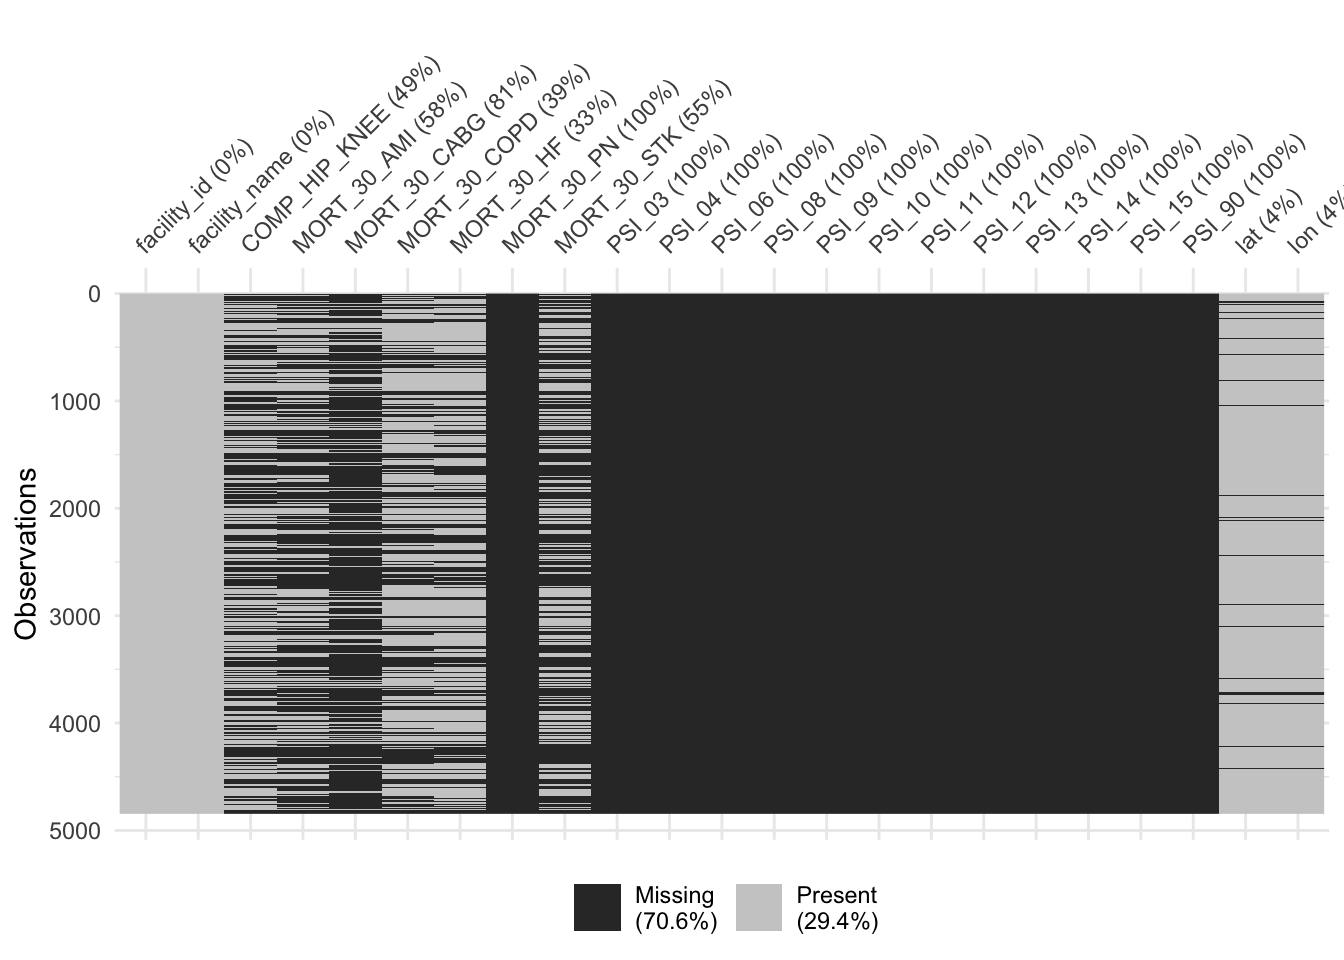 facility_id (0%)
facility_name (0%)
COMP_HIP_KNEE (49%)
MORT_30_AMI (58%)
MORT_30_CABG (81%)
MORT_30_COPD (39%)
MORT_30_HF (33%)
MORT_30_PN (100%)
MORT_30_STK (55%)
PSI_03 (100%)
PSI_04 (100%)
PSI_06 (100%)
PSI_08 (100%)
PSI_09 (100%)
PSI_10 (100%)
PSI_11 (100%)
PSI_12 (100%)
PSI_13 (100%)
PSI_14 (100%)
PSI_15 (100%)
PSI_90 (100%)
lat (4%)
lon (4%
0
1000
2000
3000
4000
5000
Observations
Missing
(70.6%)
Present
(29.4%)